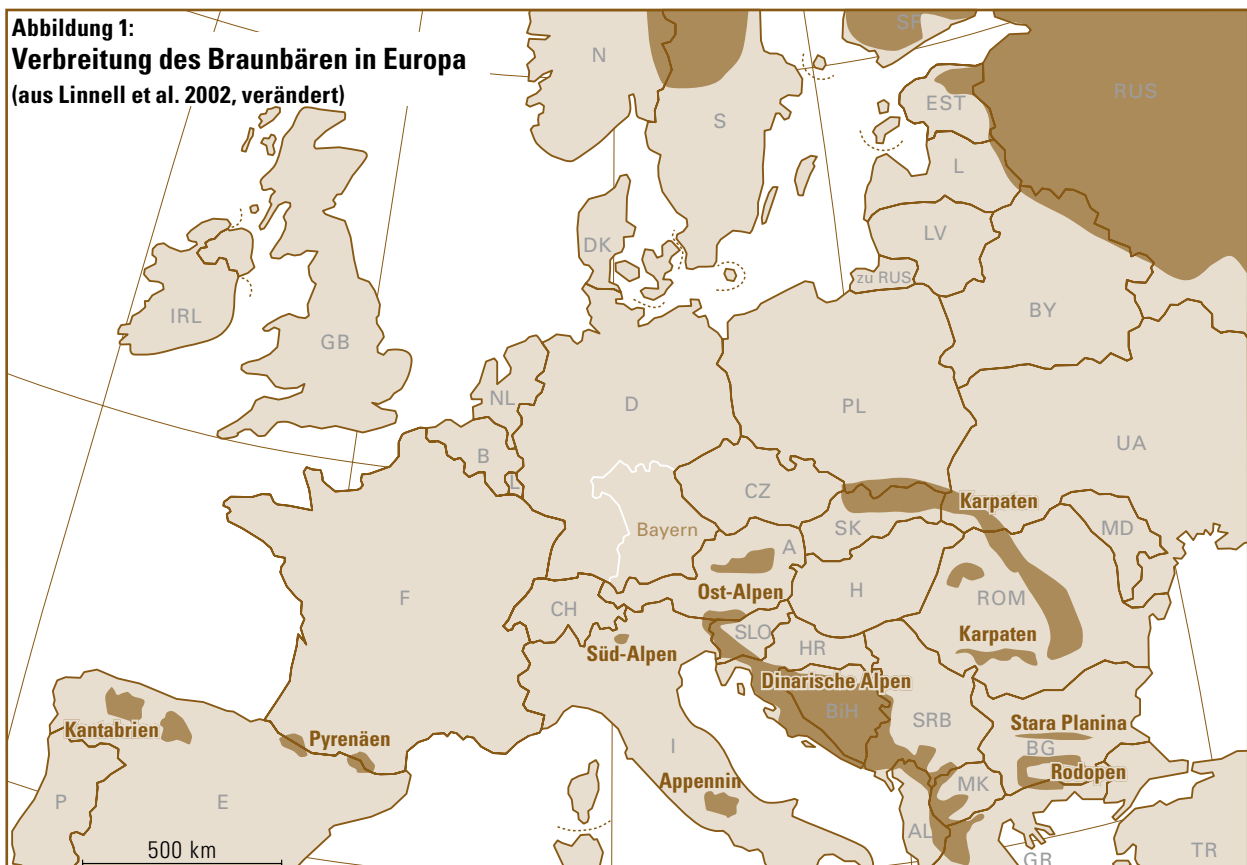 Abbildung 1:
Verbreitung des Braunbären in Europa
(aus Linnell et al. 2002, verändert)
N
SF
RUS
S
EST
L
DK
LV
zu RUS
IRL
GB
BY
NL
D
PL
B
L
UA
CZ
Karpaten
Bayern
SK
MD
A
Ost-Alpen
H
ROM
F
CH
SLO
HR
Karpaten
Süd-Alpen
Dinarische Alpen
BiH
SRB
Stara Planina
BG
Kantabrien
Pyrenäen
I
Rodopen
Appennin
MK
P
E
AL
GR
TR
500 km